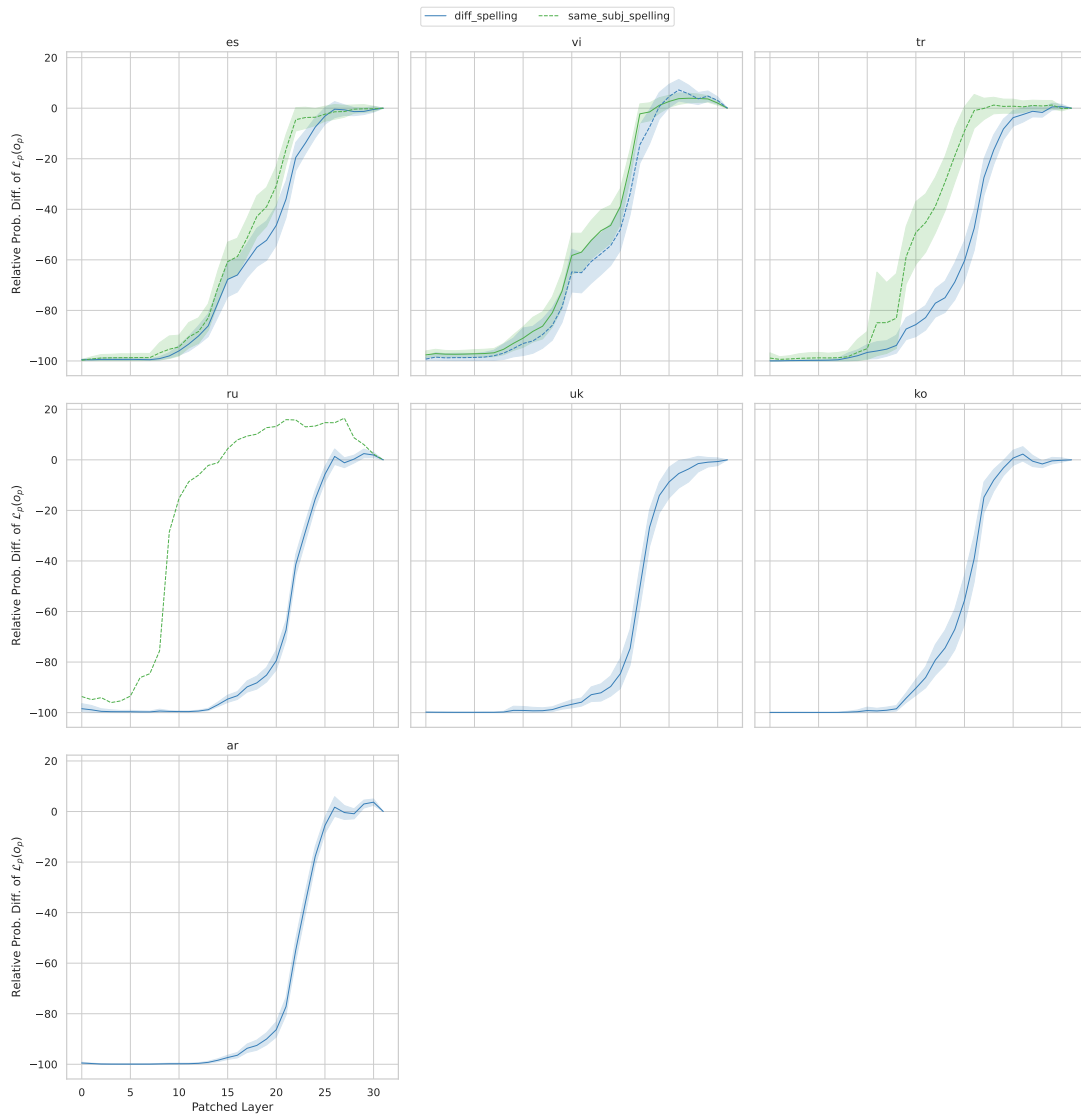 diff_spelling same_subj_spelling
es vi tr
20
0
−20
−40
−60
−80
−100
Relative Prob. Diff. of ℒₚ(oₚ)
ru uk ko
20
0
−20
−40
−60
−80
−100
Relative Prob. Diff. of ℒₚ(oₚ)
ar
20
0
−20
−40
−60
−80
−100
Relative Prob. Diff. of ℒₚ(oₚ)
0 5 10 15 20 25 30
Patched Layer